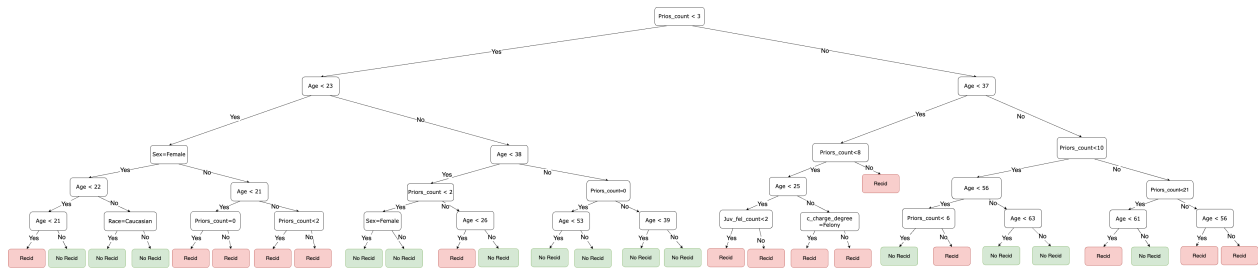 Prios_count < 3
Yes
No
Age < 23
Age < 37
Yes
No
Yes
No
Sex=Female
Age < 38
Priors_count<8
Priors_count<10
Yes
No
Yes
No
Yes
No
Yes
No
Age < 22
Age < 21
Priors_count < 2
Priors_count=0
Age < 25
Recid
Age < 56
Priors_count<21
Yes
No
Yes
No
Yes
No
Yes
No
Yes
No
Yes
No
Yes
No
Age < 21
Race=Caucasian
Priors_count=0
Priors_count<2
Sex=Female
Age < 26
Age < 53
Age < 39
Juv_fel_count<2
c_charge_degree
=Felony
Priors_count< 6
Age < 63
Age < 61
Age < 56
Yes
No
Yes
No
Yes
No
Yes
No
Yes
No
Yes
No
Yes
No
Yes
No
Yes
No
Yes
No
Yes
No
Yes
No
Yes
No
Yes
No
Recid
No Recid
No Recid
No Recid
Recid
Recid
Recid
Recid
No Recid
No Recid
Recid
No Recid
No Recid
No Recid
No Recid
No Recid
Recid
Recid
Recid
Recid
No Recid
Recid
No Recid
No Recid
Recid
No Recid
Recid
Recid